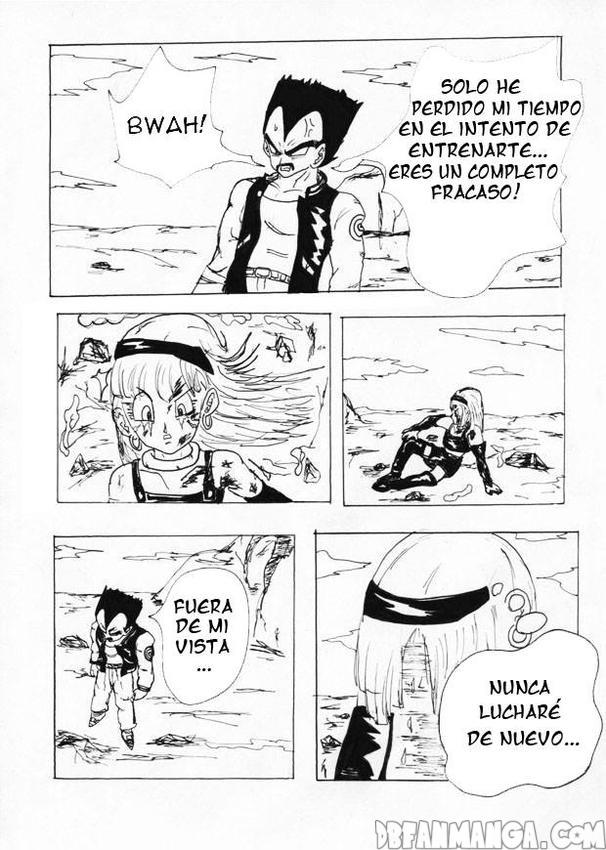 BWAH!
SOLO HE
PERDIDO MI TIEMPO
EN EL INTENTO DE
ENTRENARTE...
ERES UN COMPLETO
FRACASO!
FUERA
DE MI
VISTA
...
NUNCA
LUCHARÉ
DE NUEVO...
DBFANMANGA.COM